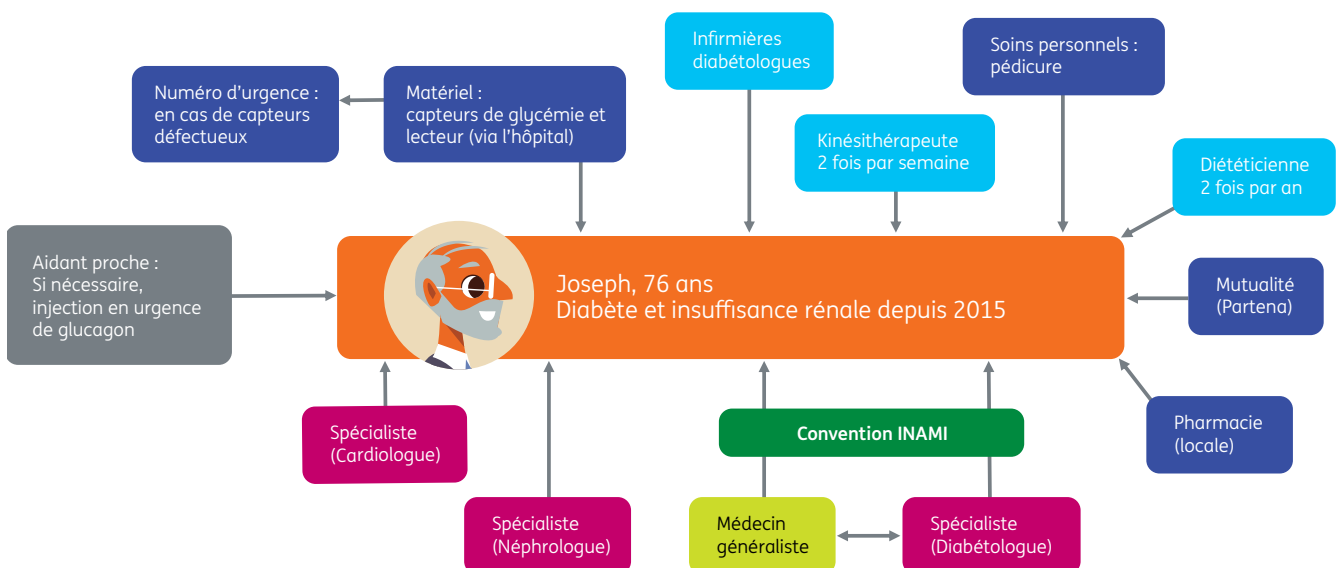 Infirmières
diabétologues
Soins personnels :
pédicure
Numéro d'urgence :
en cas de capteurs
défectueux
Matériel :
capteurs de glycémie et
lecteur (via l'hôpital)
Kinésithérapeute
2 fois par semaine
Diététicienne
2 fois par an
Aidant proche :
Si nécessaire,
injection en urgence
de glucagon
Joseph, 76 ans
Diabète et insuffisance rénale depuis 2015
Mutualité
(Partena)
Spécialiste
(Cardiologue)
Convention INAMI
Pharmacie
(locale)
Spécialiste
(Néphrologue)
Médecin
généraliste
Spécialiste
(Diabétologue)